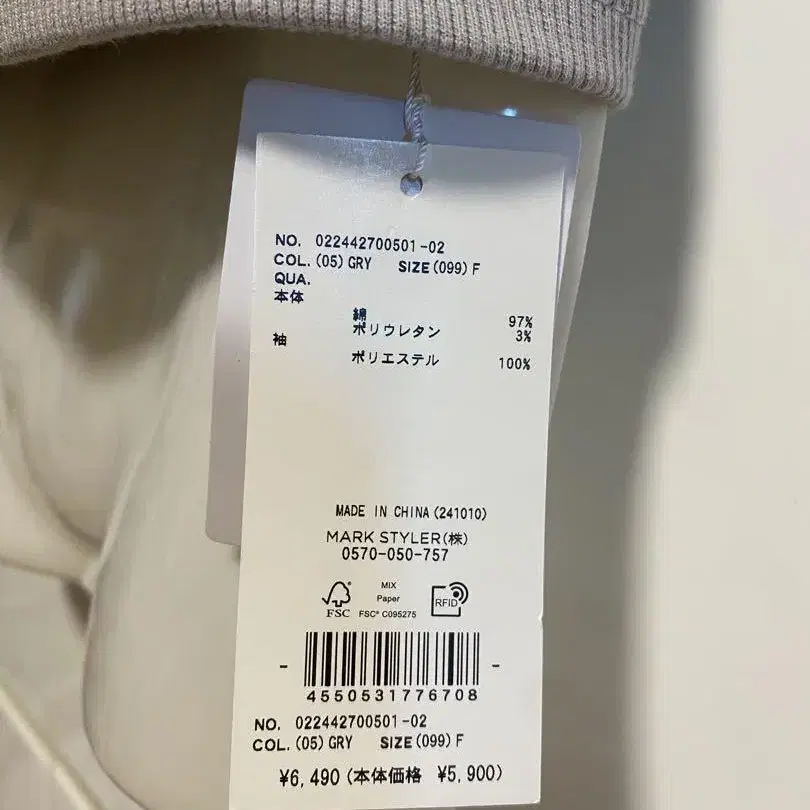 NO. 022442700501-02
COL. (05) GRY SIZE (099) F
QUA.
本体
綿 97%
ポリウレタン 3%
袖
ポリエステル 100%
MADE IN CHINA (241010)
MARK STYLER(株)
0570-050-757
MIX
Paper
FSC FSC® C095275
RFID
- -
4550531776708
NO. 022442700501-02
COL. (05) GRY SIZE (099) F
¥6,490 (本体価格 ¥5,900)